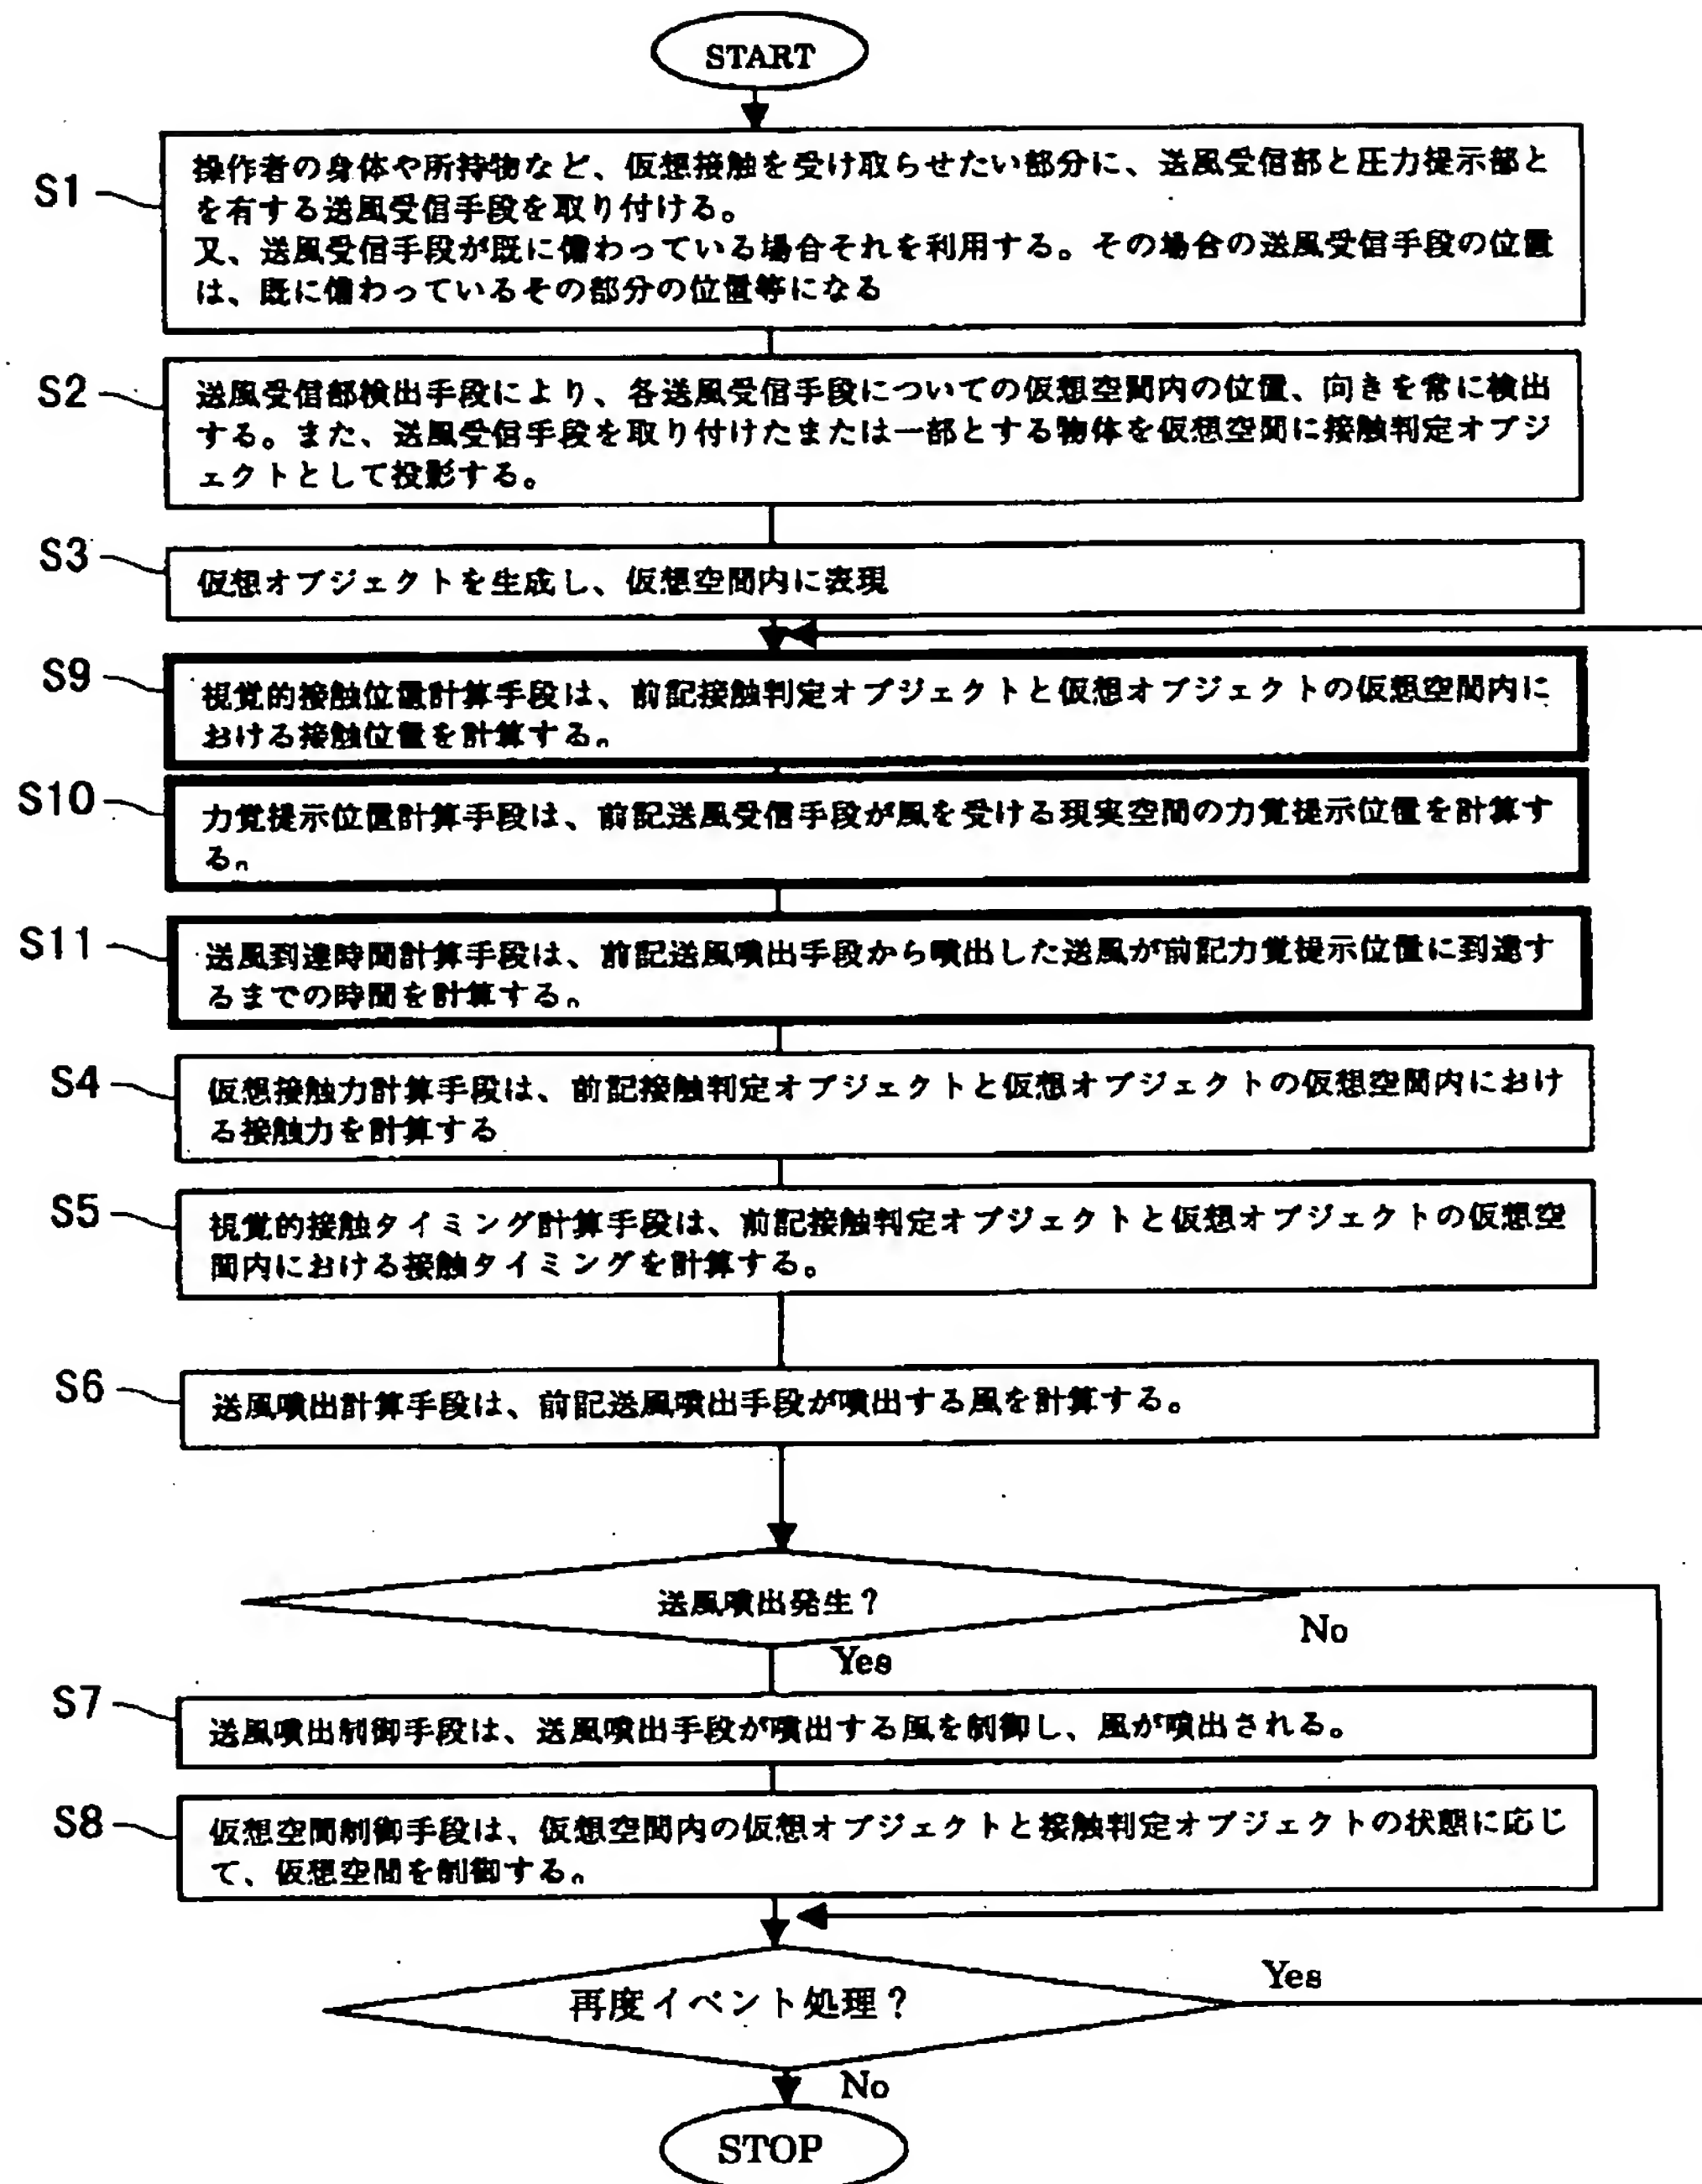 START
S1
操作者の身体や所持物など、仮想接触を受け取らせたい部分に、送風受信部と圧力提示部と
を有する送風受信手段を取り付ける。
又、送風受信手段が既に備わっている場合それを利用する。その場合の送風受信手段の位置
は、既に備わっているその部分の位置等になる
S2
送風受信部検出手段により、各送風受信手段についての仮想空間内の位置、向きを常に検出
する。また、送風受信手段を取り付けたまたは一部とする物体を仮想空間に接触判定オブジ
ェクトとして投影する。
S3
仮想オブジェクトを生成し、仮想空間内に表現
S9
視覚的接触位置計算手段は、前記接触判定オブジェクトと仮想オブジェクトの仮想空間内に
おける接触位置を計算する。
S10
力覚提示位置計算手段は、前記送風受信手段が風を受ける現実空間の力覚提示位置を計算す
る。
S11
送風到達時間計算手段は、前記送風噴出手段から噴出した送風が前記力覚提示位置に到達す
るまでの時間を計算する。
S4
仮想接触力計算手段は、前記接触判定オブジェクトと仮想オブジェクトの仮想空間内におけ
る接触力を計算する
S5
視覚的接触タイミング計算手段は、前記接触判定オブジェクトと仮想オブジェクトの仮想空
間内における接触タイミングを計算する。
S6
送風噴出計算手段は、前記送風噴出手段が噴出する風を計算する。
送風噴出発生？
No
Yes
S7
送風噴出制御手段は、送風噴出手段が噴出する風を制御し、風が噴出される。
S8
仮想空間制御手段は、仮想空間内の仮想オブジェクトと接触判定オブジェクトの状態に応じ
て、仮想空間を制御する。
再度イベント処理？
Yes
No
STOP